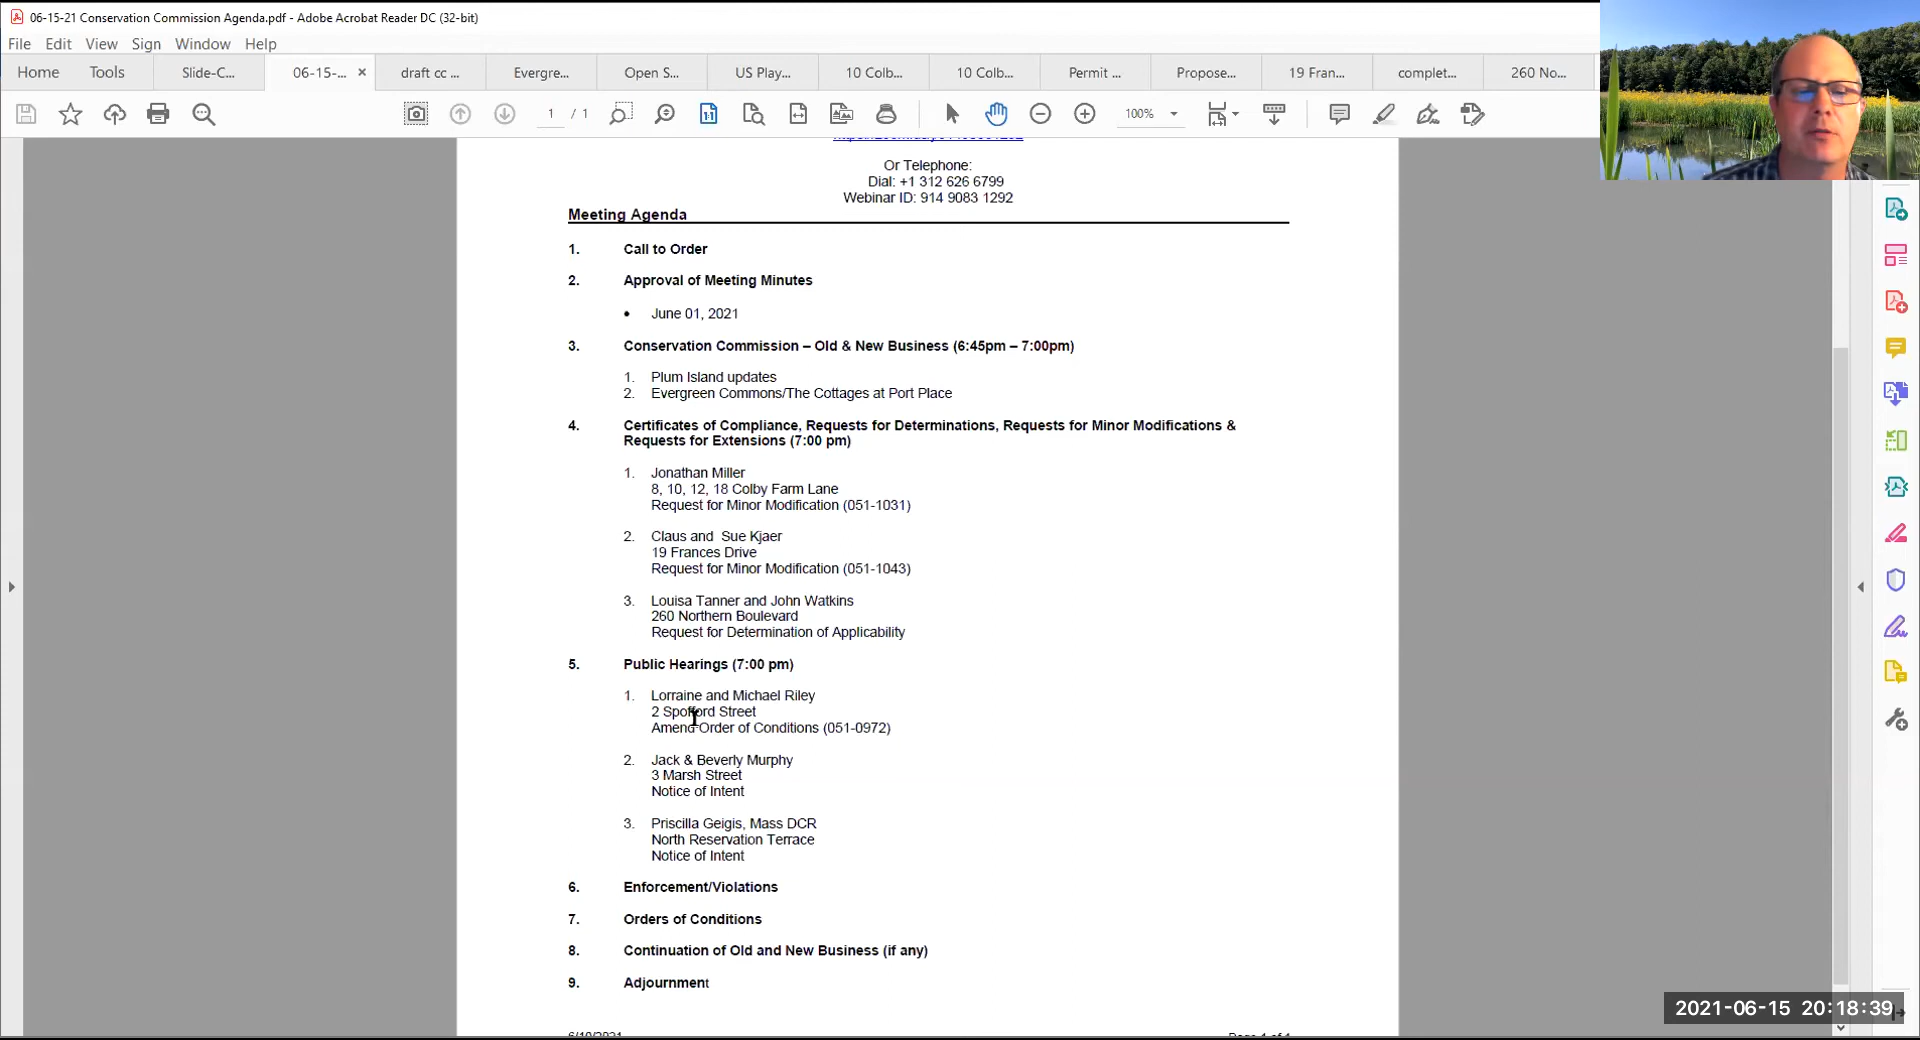 06-15-21 Conservation Commission Agenda.pdf - Adobe Acrobat Reader DC (32-bit)
File Edit View Sign Window Help
Home Tools Slide-C... 06-15-... × draft cc ... Evergre... Open S... US Play... 10 Colb... 10 Colb... Permit ... Propose... 19 Fran... complet... 260 No...
1 / 1 100%
Or Telephone:
Dial: +1 312 626 6799
Webinar ID: 914 9083 1292
Meeting Agenda
1. Call to Order
2. Approval of Meeting Minutes
• June 01, 2021
3. Conservation Commission – Old & New Business (6:45pm – 7:00pm)
1. Plum Island updates
2. Evergreen Commons/The Cottages at Port Place
4. Certificates of Compliance, Requests for Determinations, Requests for Minor Modifications &
Requests for Extensions (7:00 pm)
1. Jonathan Miller
8, 10, 12, 18 Colby Farm Lane
Request for Minor Modification (051-1031)
2. Claus and Sue Kjaer
19 Frances Drive
Request for Minor Modification (051-1043)
3. Louisa Tanner and John Watkins
260 Northern Boulevard
Request for Determination of Applicability
5. Public Hearings (7:00 pm)
1. Lorraine and Michael Riley
2 Spofford Street
Amend Order of Conditions (051-0972)
2. Jack & Beverly Murphy
3 Marsh Street
Notice of Intent
3. Priscilla Geigis, Mass DCR
North Reservation Terrace
Notice of Intent
6. Enforcement/Violations
7. Orders of Conditions
8. Continuation of Old and New Business (if any)
9. Adjournment
2021-06-15 20:18:39